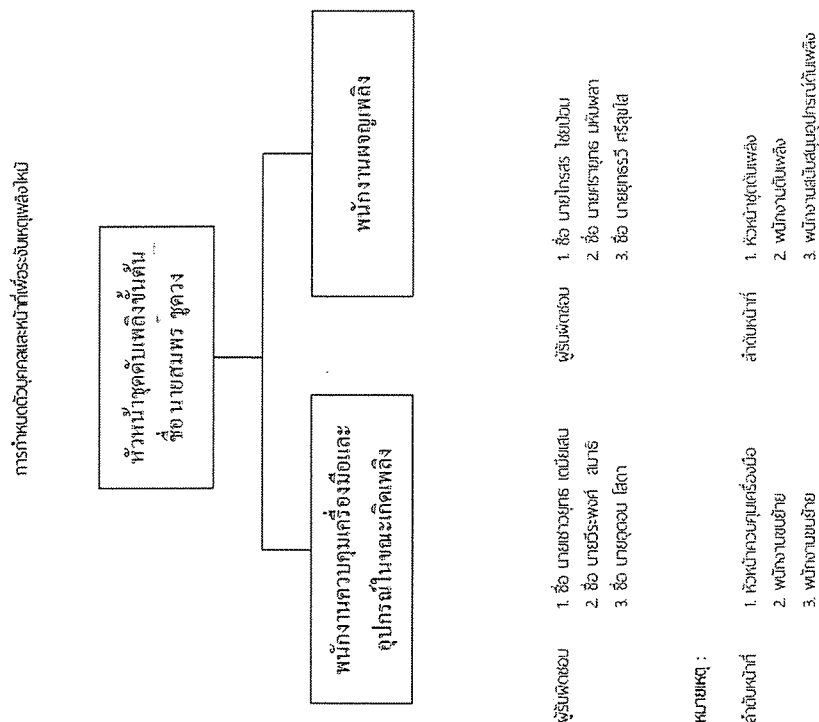 การกำหนดตัวบุคคลและหน้าที่เพื่อระงับเหตุเพลิงไหม้
หัวหน้าชุดดับเพลิงขั้นต้น
ชื่อ นายสมพร ชูดวง
พนักงานควบคุมเครื่องมือและ
อุปกรณ์ในขณะเกิดเพลิง
พนักงานผจญเพลิง
ผู้รับผิดชอบ 1. ชื่อ นายเชาวยุทธ เตมียเสน
2. ชื่อ นายวีระพงศ์ สมาธิ
3. ชื่อ นายอุดอน โสดา
ผู้รับผิดชอบ 1. ชื่อ นายไกรสร ไชยป้อม
2. ชื่อ นายศรายุทธ มหิมพลา
3. ชื่อ นายยุทธรวี ศรีสุขใส
หมายเหตุ :
ลำดับหน้าที่ 1. หัวหน้าควบคุมเครื่องมือ
2. พนักงานขนย้าย
3. พนักงานขนย้าย
ลำดับหน้าที่ 1. หัวหน้าชุดดับเพลิง
2. พนักงานดับเพลิง
3. พนักงานสนับสนุนอุปกรณ์ดับเพลิง